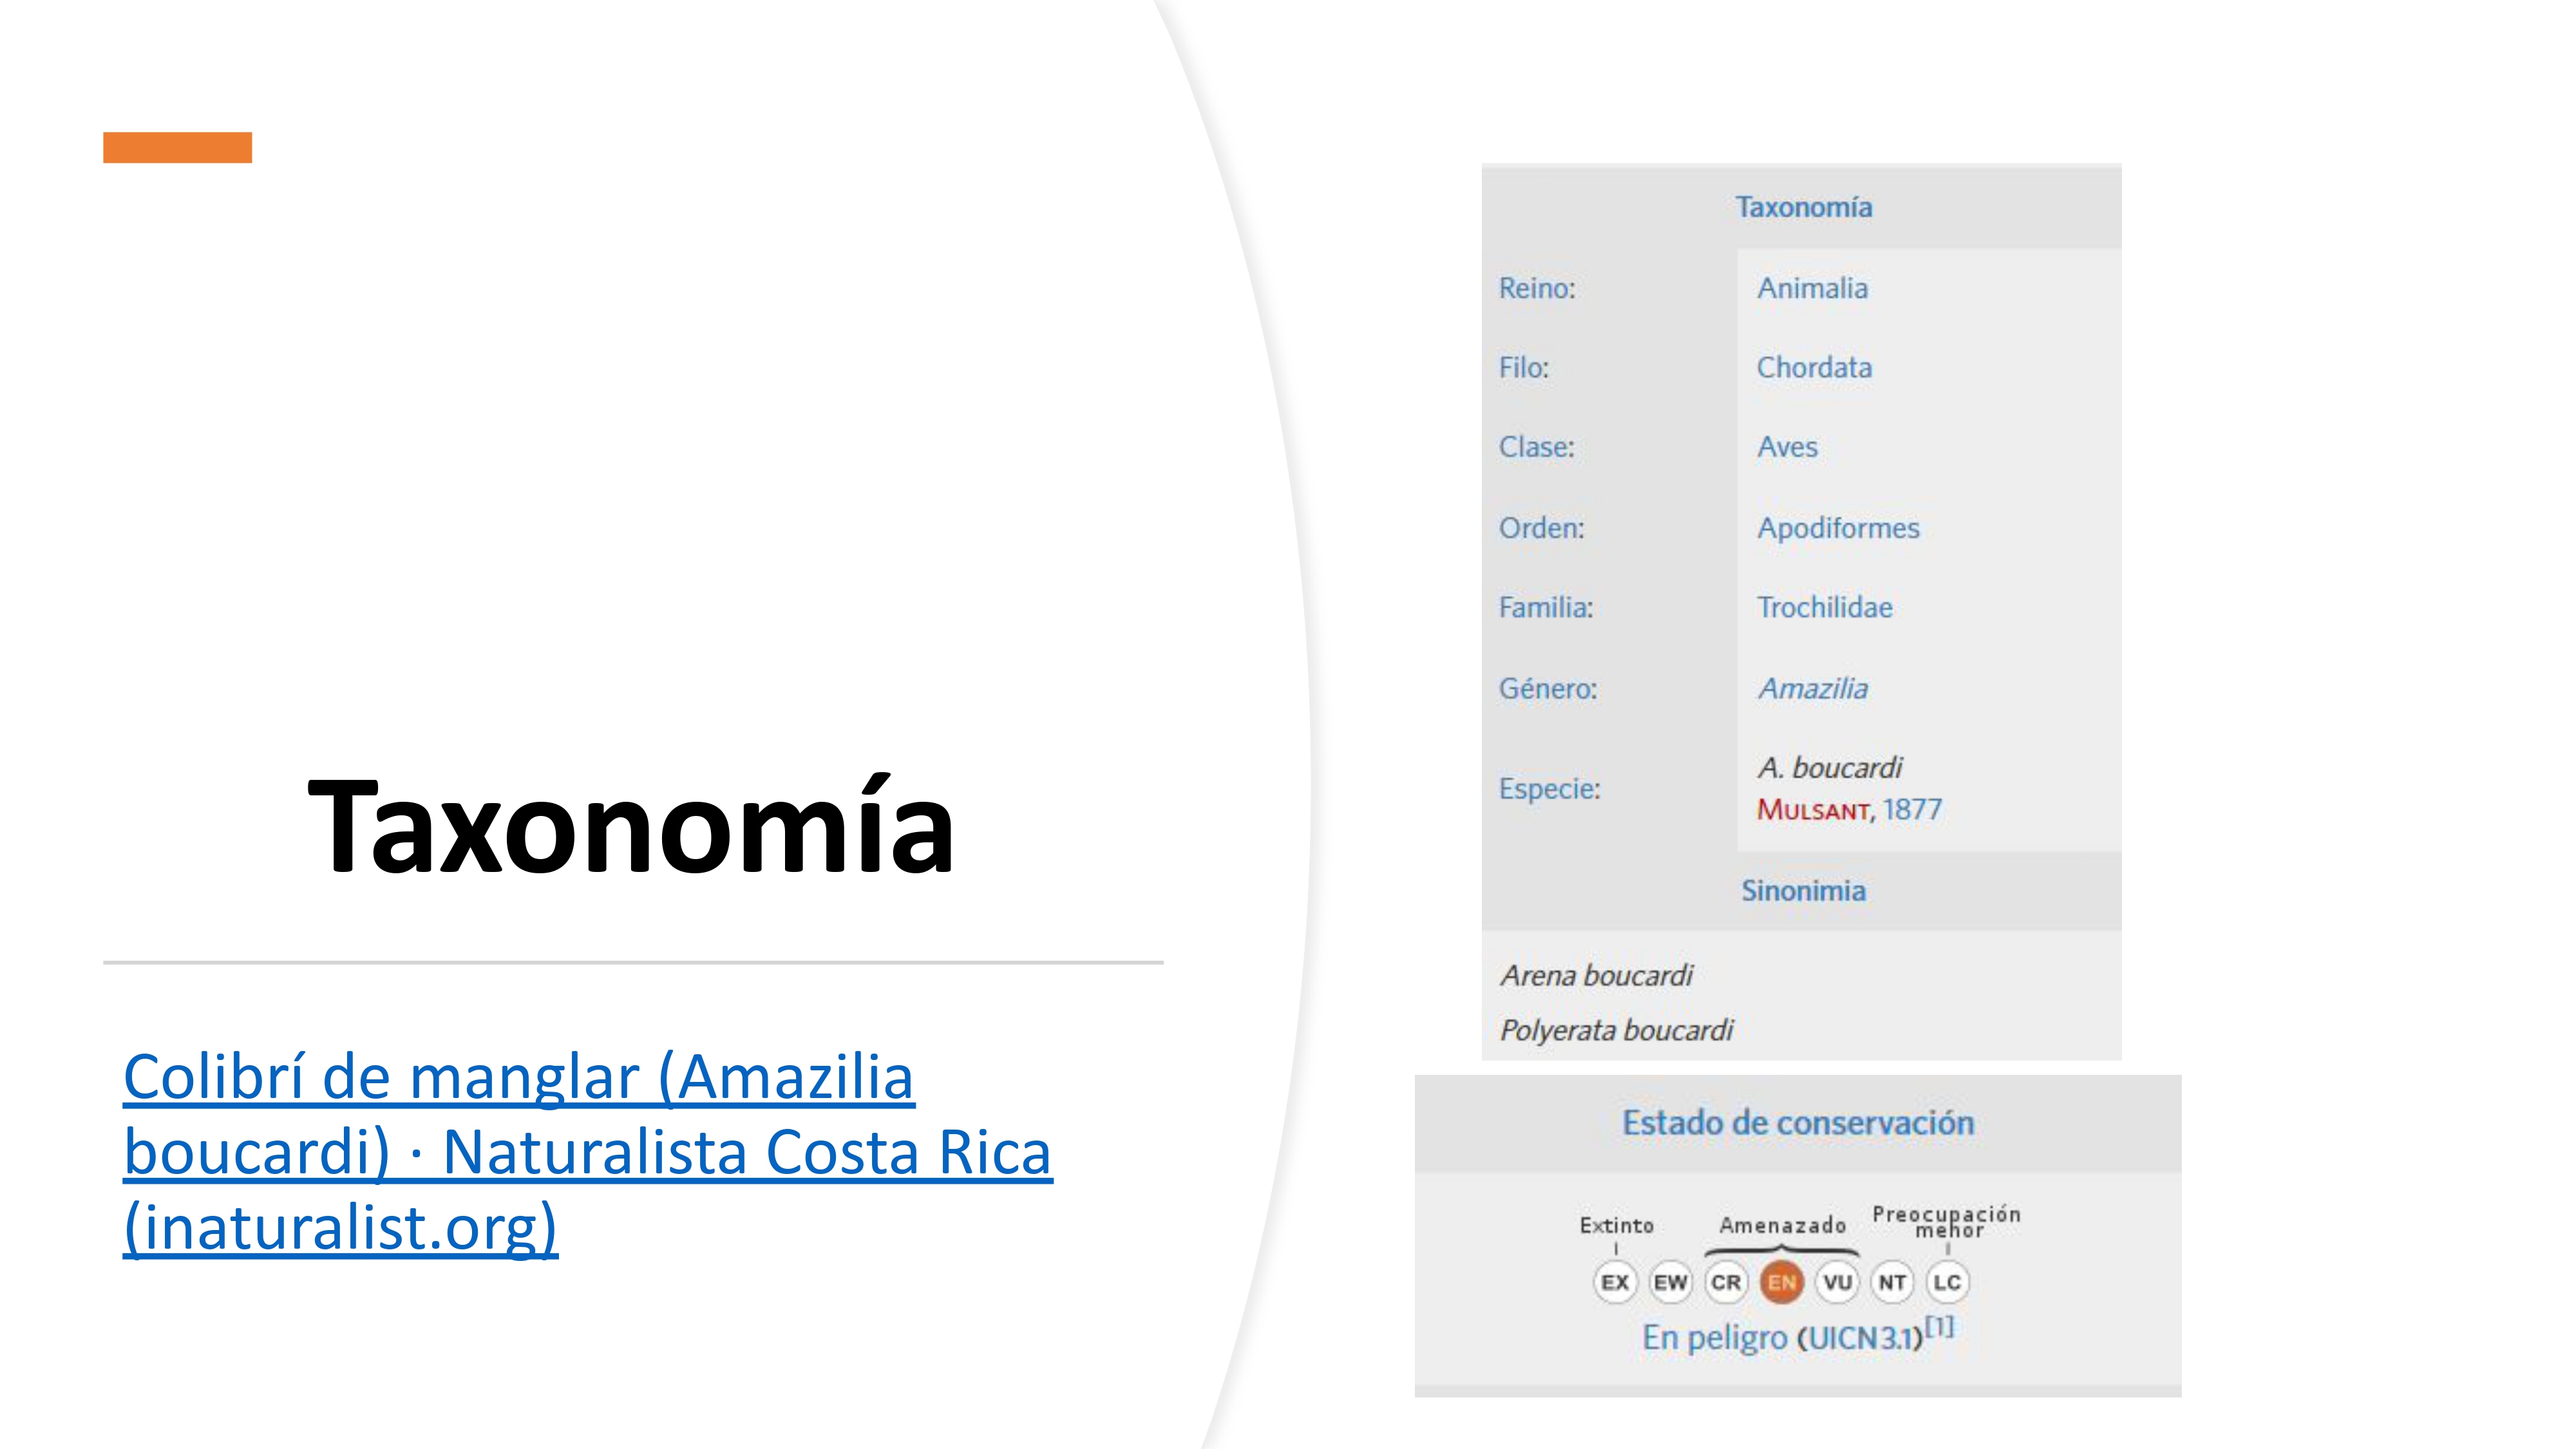 Taxonomía
Colibrí de manglar (Amazilia
boucardi) · Naturalista Costa Rica
(inaturalist.org)
Taxonomía
Reino: Animalia
Filo: Chordata
Clase: Aves
Orden: Apodiformes
Familia: Trochilidae
Género: Amazilia
Especie: A. boucardi
MULSANT, 1877
Sinonimia
Arena boucardi
Polyerata boucardi
Estado de conservación
Extinto Amenazado Preocupación
menor
EX EW CR EN VU NT LC
En peligro (UICN 3.1)[1]